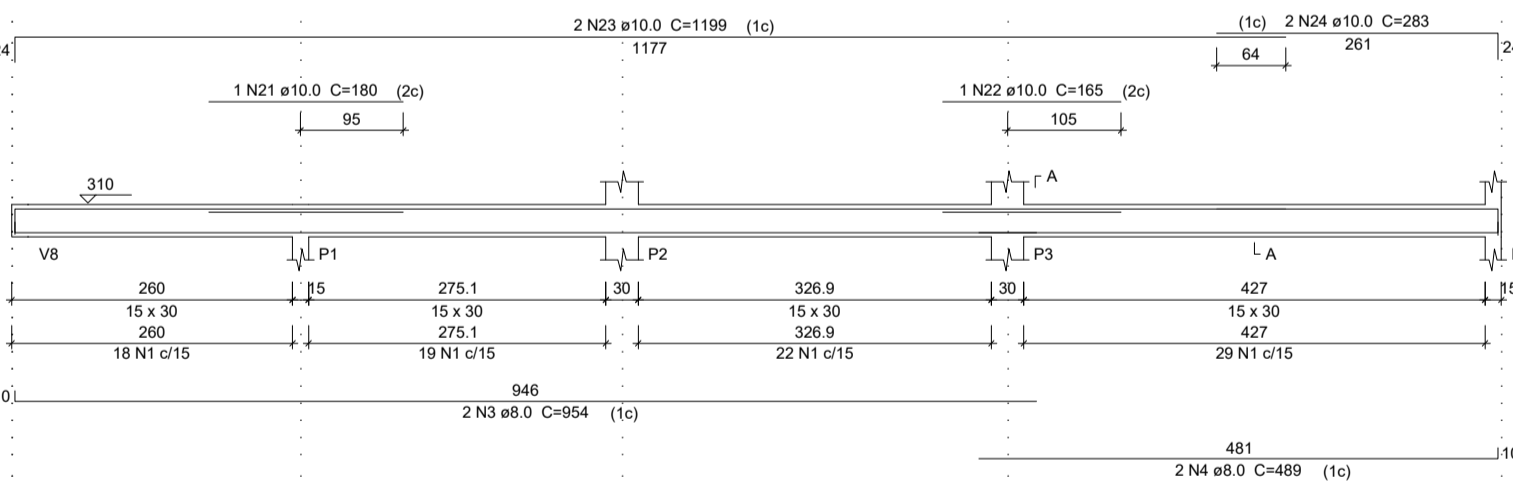 2 N23 ø10.0 C=1199 (1c)
(1c) 2 N24 ø10.0 C=283
1177
261
64
1 N21 ø10.0 C=180 (2c)
1 N22 ø10.0 C=165 (2c)
95
105
310
A
V8 P1 P2 P3 A
260 15 275.1 30 326.9 30 427 15
15 x 30 15 x 30 15 x 30 15 x 30
260 275.1 326.9 427
18 N1 c/15 19 N1 c/15 22 N1 c/15 29 N1 c/15
946
2 N3 ø8.0 C=954 (1c)
481
2 N4 ø8.0 C=489 (1c)